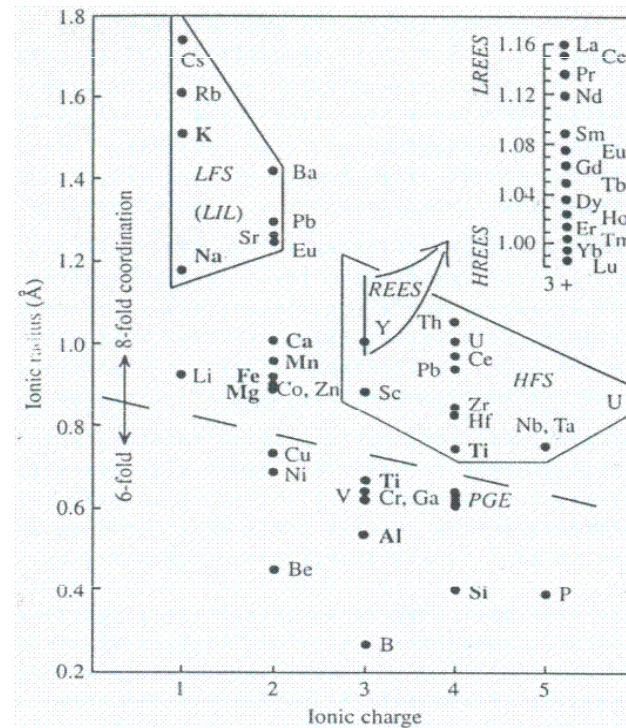 1.8
1.6
1.4
1.2
1.0
0.8
0.6
0.4
0.2
Ionic radius (Å)
6-fold
8-fold coordination
1
2
3
4
5
Ionic charge
Cs
Rb
K
LFS
(LIL)
Na
Ba
Pb
Sr
Eu
Ca
Mn
Li
Fe
Mg
Co, Zn
Cu
Ni
Be
REES
Y
Sc
Ti
V
Cr, Ga
Al
B
Th
U
Ce
Pb
HFS
Zr
Hf
Ti
Nb, Ta
U
PGE
Si
P
LREES
HREES
1.16
1.12
1.08
1.04
1.00
3 +
La
Ce
Pr
Nd
Sm
Eu
Gd
Tb
Dy
Ho
Er
Tm
Yb
Lu